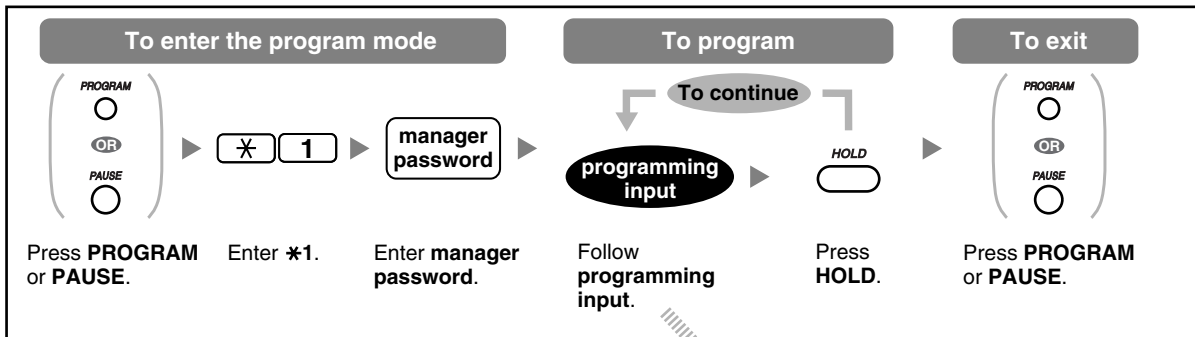 To enter the program mode
To program
To exit
PROGRAM
OR
PAUSE
* 1
manager
password
To continue
programming
input
HOLD
PROGRAM
OR
PAUSE
Press PROGRAM
or PAUSE.
Enter *1.
Enter manager
password.
Follow
programming
input.
Press
HOLD.
Press PROGRAM
or PAUSE.